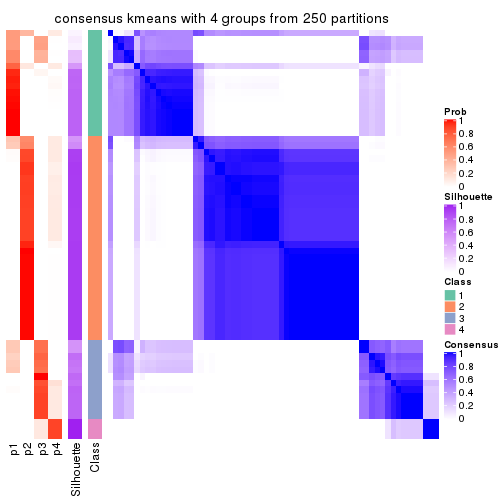 consensus kmeans with 4 groups from 250 partitions
Prob
1
0.8
0.6
0.4
0.2
0
Silhouette
1
0.8
0.6
0.4
0.2
0
Class
1
2
3
4
Consensus
1
0.8
0.6
0.4
0.2
0
p1
p2
p3
p4
Silhouette
Class